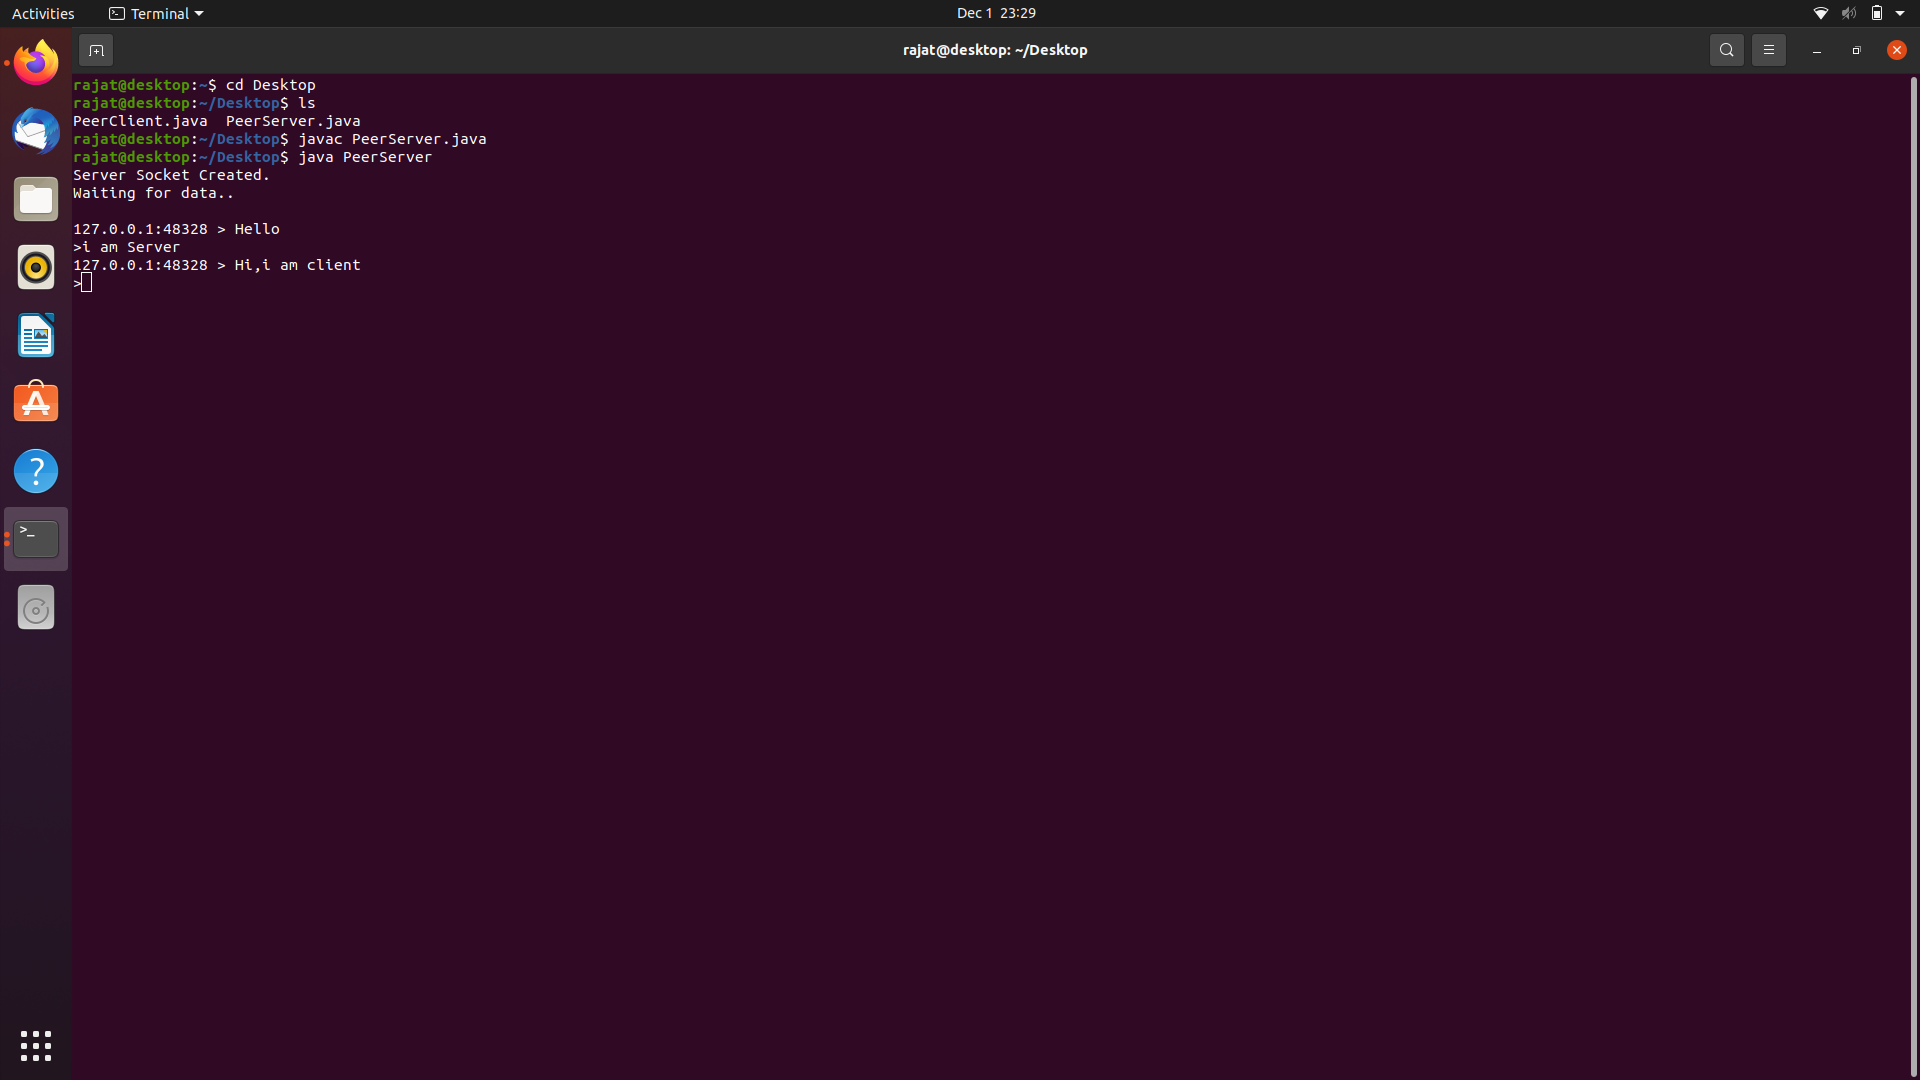 Activities Terminal Dec 1 23:29
rajat@desktop: ~/Desktop
rajat@desktop:~$ cd Desktop
rajat@desktop:~/Desktop$ ls
PeerClient.java  PeerServer.java
rajat@desktop:~/Desktop$ javac PeerServer.java
rajat@desktop:~/Desktop$ java PeerServer
Server Socket Created.
Waiting for data..
127.0.0.1:48328 > Hello
>i am Server
127.0.0.1:48328 > Hi,i am client
>